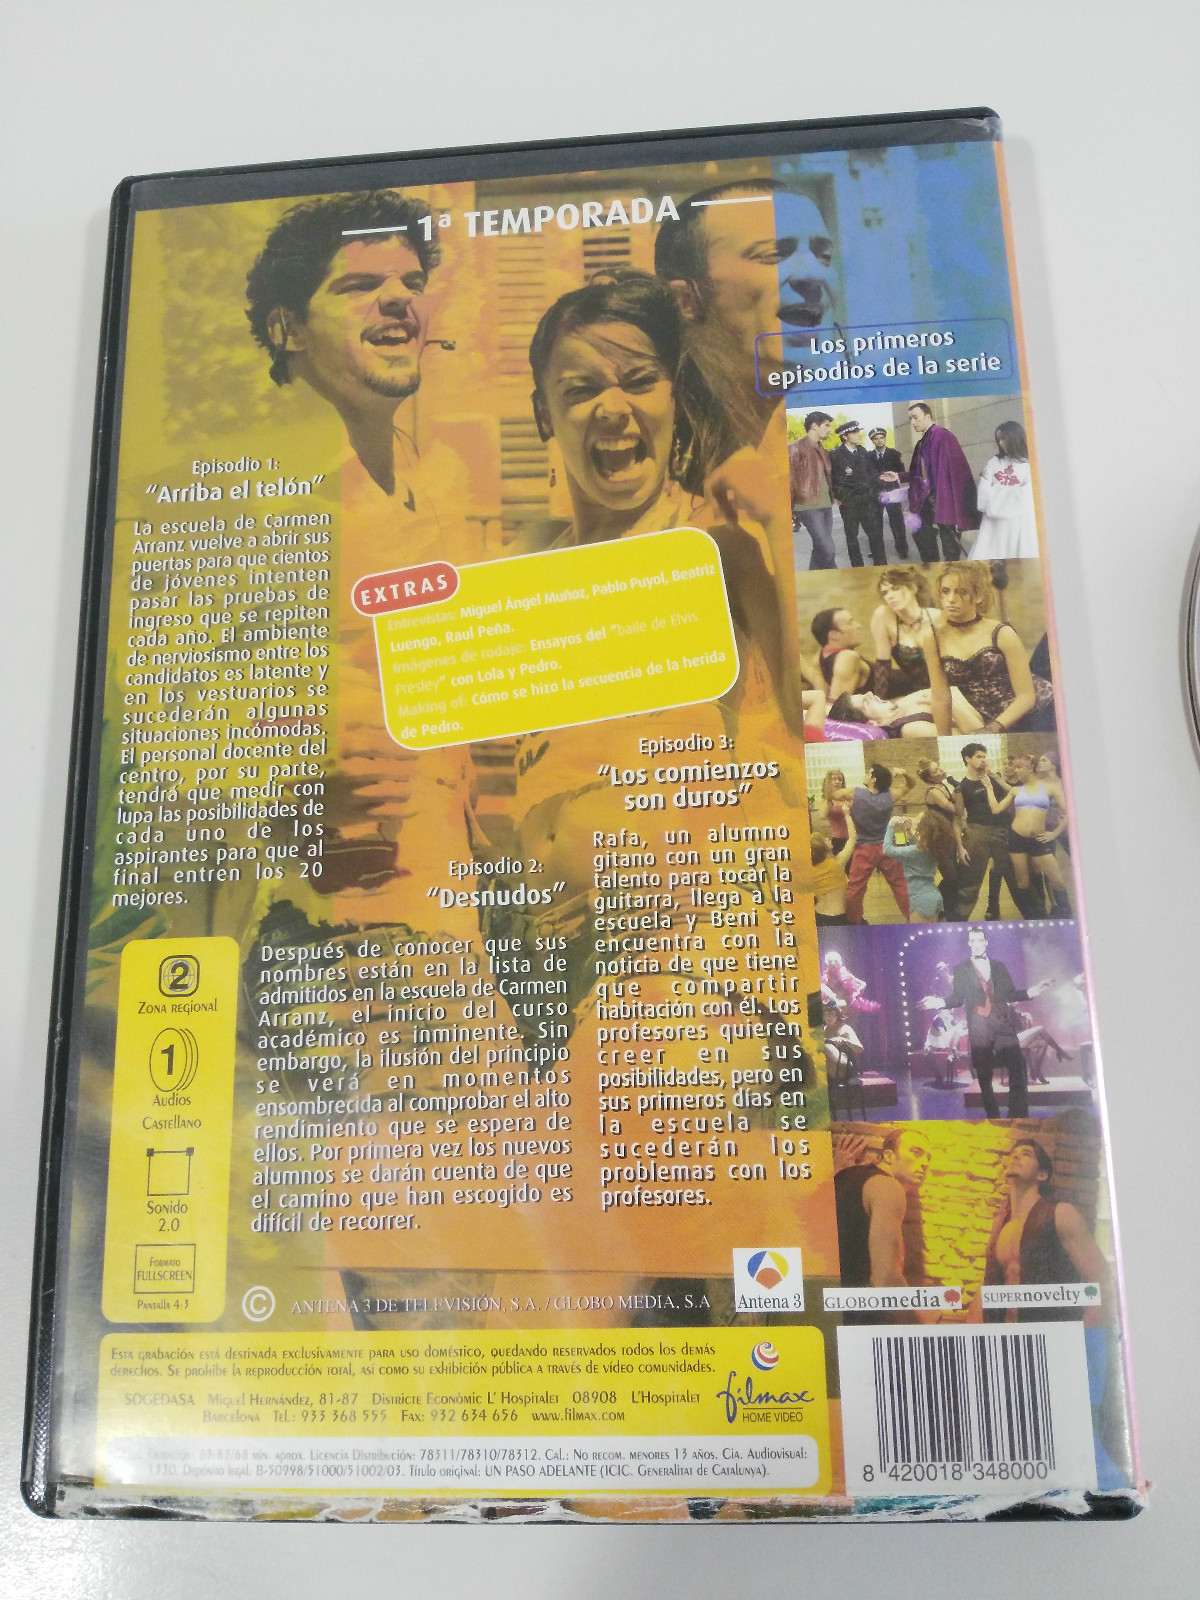 1ª TEMPORADA
Los primeros
episodios de la serie
Episodio 1:
"Arriba el telón"
La escuela de Carmen
Arranz vuelve a abrir sus
puertas para que cientos
de jóvenes intenten
pasar las pruebas de
ingreso que se repiten
cada año. El ambiente
de nerviosismo entre los
candidatos es latente y
en los vestuarios se
sucederán algunas
situaciones incómodas.
El personal docente del
centro, por su parte,
tendrá que medir con
lupa las posibilidades de
cada uno de los
aspirantes para que al
final entren los 20
mejores.
EXTRAS
Entrevistas: Miguel Ángel Muñoz, Pablo Puyol, Beatriz
Luengo, Raul Peña.
Imágenes de rodaje: Ensayos del "baile de Elvis
Presley" con Lola y Pedro.
Making of: Cómo se hizo la secuencia de la herida
de Pedro.
Episodio 2:
"Desnudos"
Después de conocer que sus
nombres están en la lista de
admitidos en la escuela de Carmen
Arranz, el inicio del curso
académico es inminente. Sin
embargo, la ilusión del principio
se verá en momentos
ensombrecida al comprobar el alto
rendimiento que se espera de
ellos. Por primera vez los nuevos
alumnos se darán cuenta de que
el camino que han escogido es
difícil de recorrer.
Episodio 3:
"Los comienzos
son duros"
Rafa, un alumno
gitano con un gran
talento para tocar la
guitarra, llega a la
escuela y Beni se
encuentra con la
noticia de que tiene
que compartir
habitación con él. Los
profesores quieren
creer en sus
posibilidades, pero en
sus primeros días en
la escuela se
sucederán los
problemas con los
profesores.
2
ZONA REGIONAL
1
AUDIOS
CASTELLANO
SONIDO
2.0
FORMATO
FULLSCREEN
PANTALLA 4:3
© ANTENA 3 DE TELEVISIÓN, S.A. / GLOBO MEDIA, S.A
Antena 3
GLOBOmedia
SUPERnovelty
ESTA GRABACIÓN ESTÁ DESTINADA EXCLUSIVAMENTE PARA USO DOMÉSTICO, QUEDANDO RESERVADOS TODOS LOS DEMÁS
DERECHOS. SE PROHIBE LA REPRODUCCIÓN TOTAL, ASÍ COMO SU EXHIBICIÓN PÚBLICA A TRAVÉS DE VÍDEO COMUNIDADES.
SOGEDASA MIGUEL HERNÁNDEZ, 81-87 DISTRICTE ECONÒMIC L' HOSPITALET 08908 L'HOSPITALET
BARCELONA TEL.: 933 368 555 FAX: 932 634 656 WWW.FILMAX.COM
filmax
HOME VIDEO
83/68 MIN. APROX. LICENCIA DISTRIBUCIÓN: 78311/78310/78312. CAL.: NO RECOM. MENORES 13 AÑOS. CIA. AUDIOVISUAL:
1330. DEPÓSITO LEGAL: B-50998/51000/51002/03. TÍTULO ORIGINAL: UN PASO ADELANTE (ICIC. GENERALITAT DE CATALUNYA).
8 420018 348000